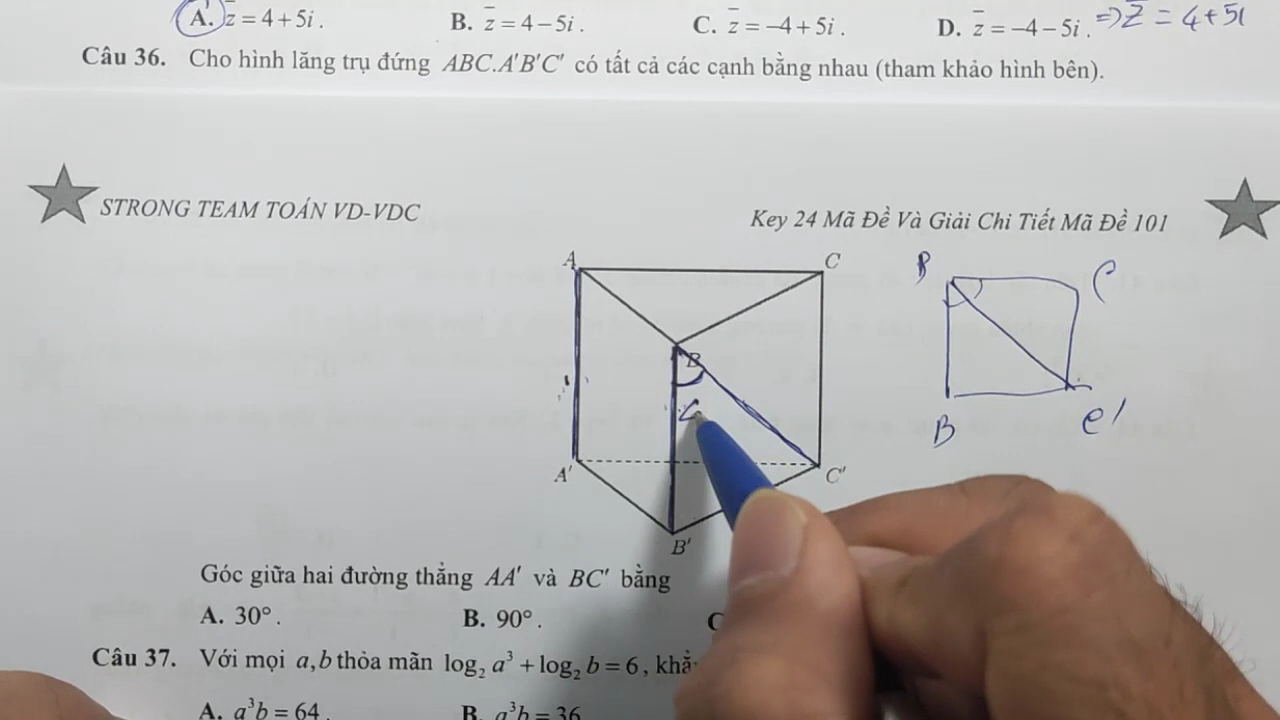 A. z̅ = 4 + 5i . B. z̅ = 4 − 5i . C. z̅ = −4 + 5i . D. z̅ = −4 − 5i . ⇒ z̅ = 4 + 5i
Câu 36. Cho hình lăng trụ đứng ABC.A'B'C' có tất cả các cạnh bằng nhau (tham khảo hình bên).
STRONG TEAM TOÁN VD-VDC Key 24 Mã Đề Và Giải Chi Tiết Mã Đề 101
A C B C
B
A' C' B C'
B'
Góc giữa hai đường thẳng AA' và BC' bằng
A. 30° . B. 90° . C
Câu 37. Với mọi a,b thỏa mãn log₂ a³ + log₂ b = 6 , khẳ
A. a³b = 64 . B. a³b = 36